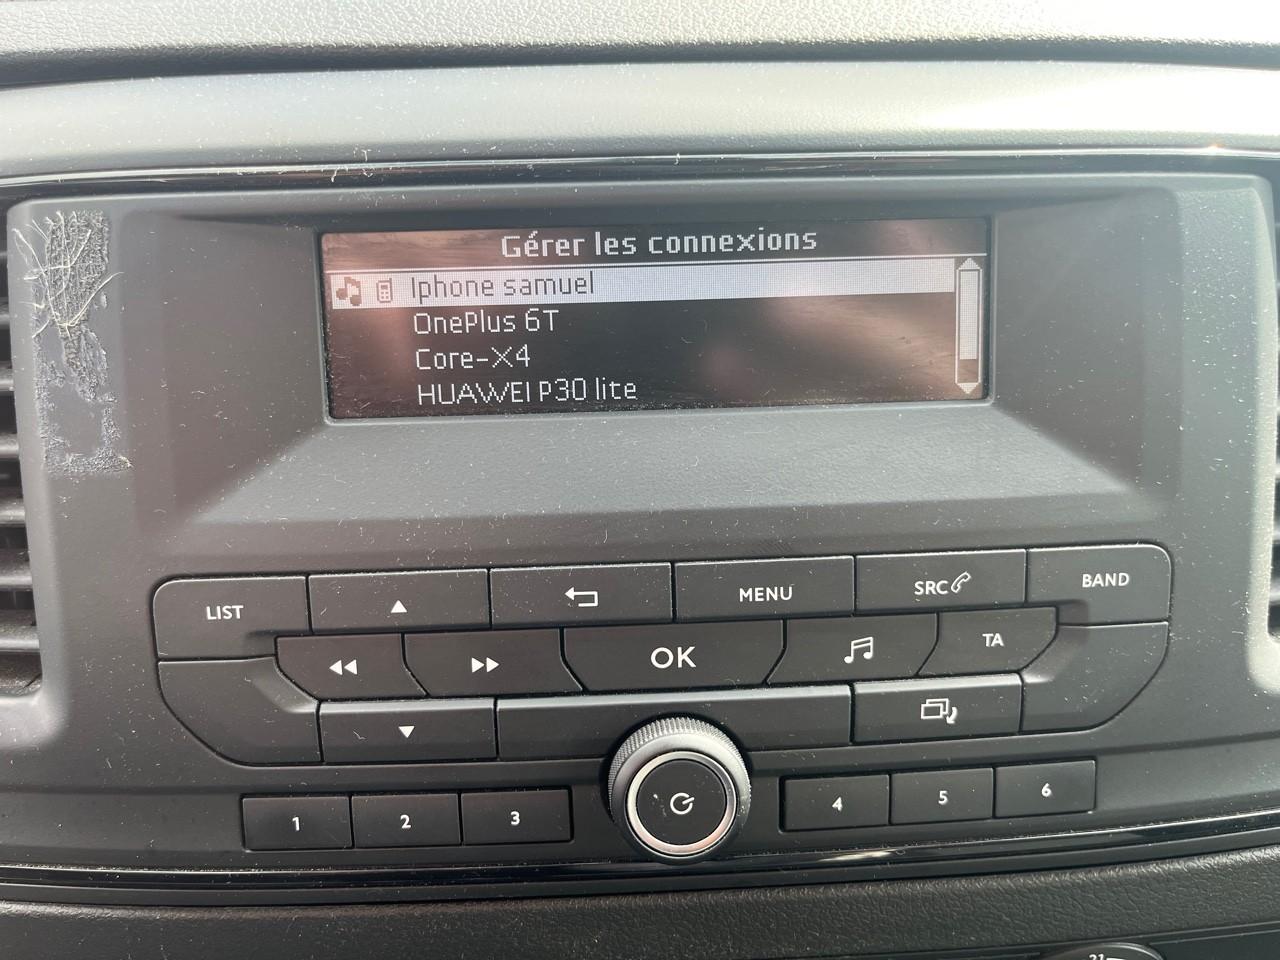 Gérer les connexions
Iphone samuel
OnePlus 6T
Core-X4
HUAWEI P30 lite
LIST
MENU
SRC
BAND
OK
TA
1
2
3
4
5
6
21